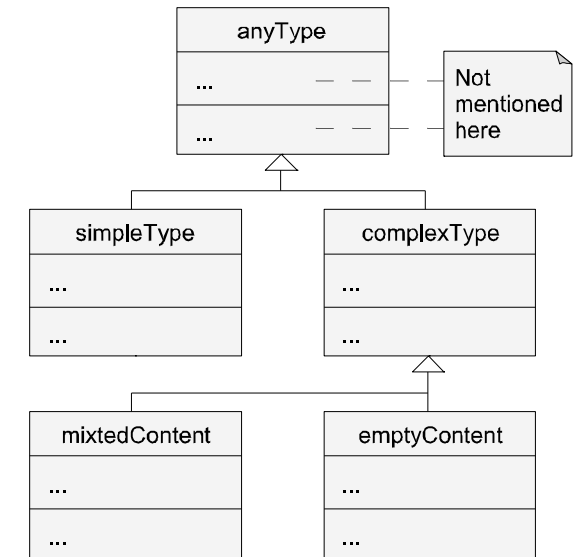 anyType
...
...
Not
mentioned
here
simpleType
...
...
complexType
...
...
mixtedContent
...
...
emptyContent
...
...